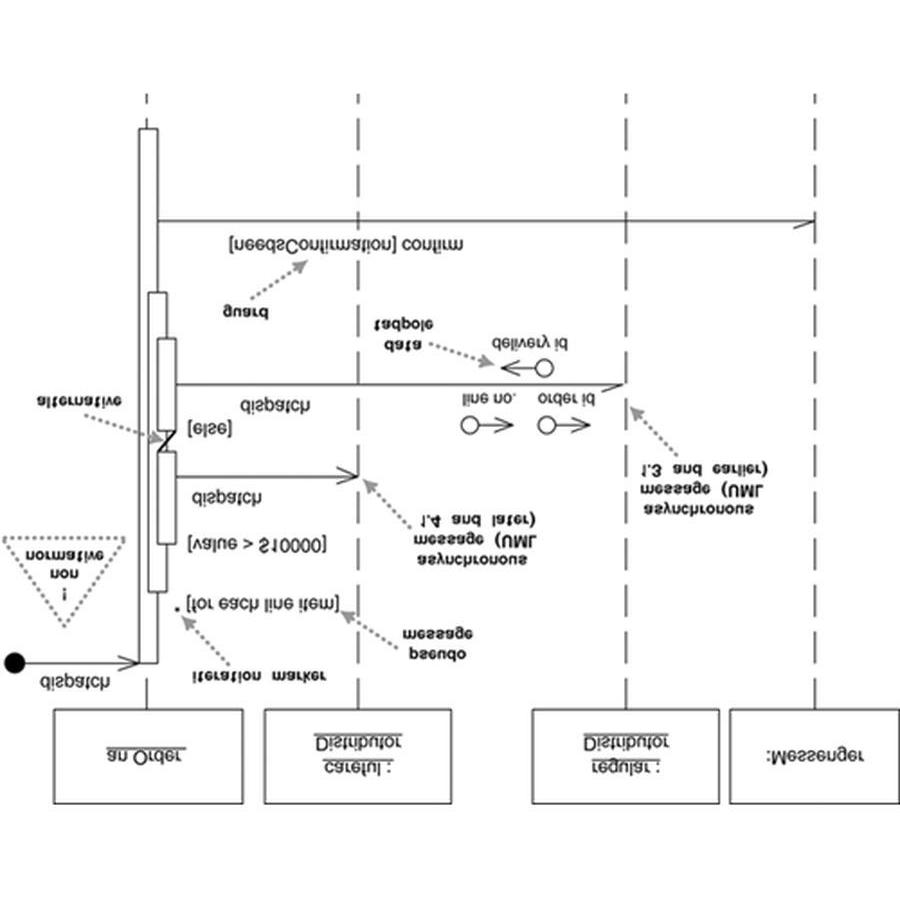 an Order
careful :
Distributor
regular :
Distributor
:Messenger
dispatch
iteration marker
pseudo
message
* [for each line item]
!
non
normative
[value > $10000]
asynchronous
message (UML
1.4 and later)
dispatch
asynchronous
message (UML
1.3 and earlier)
[else]
alternative
dispatch
line no.
order id
delivery id
data
tadpole
guard
[needsConfirmation] confirm